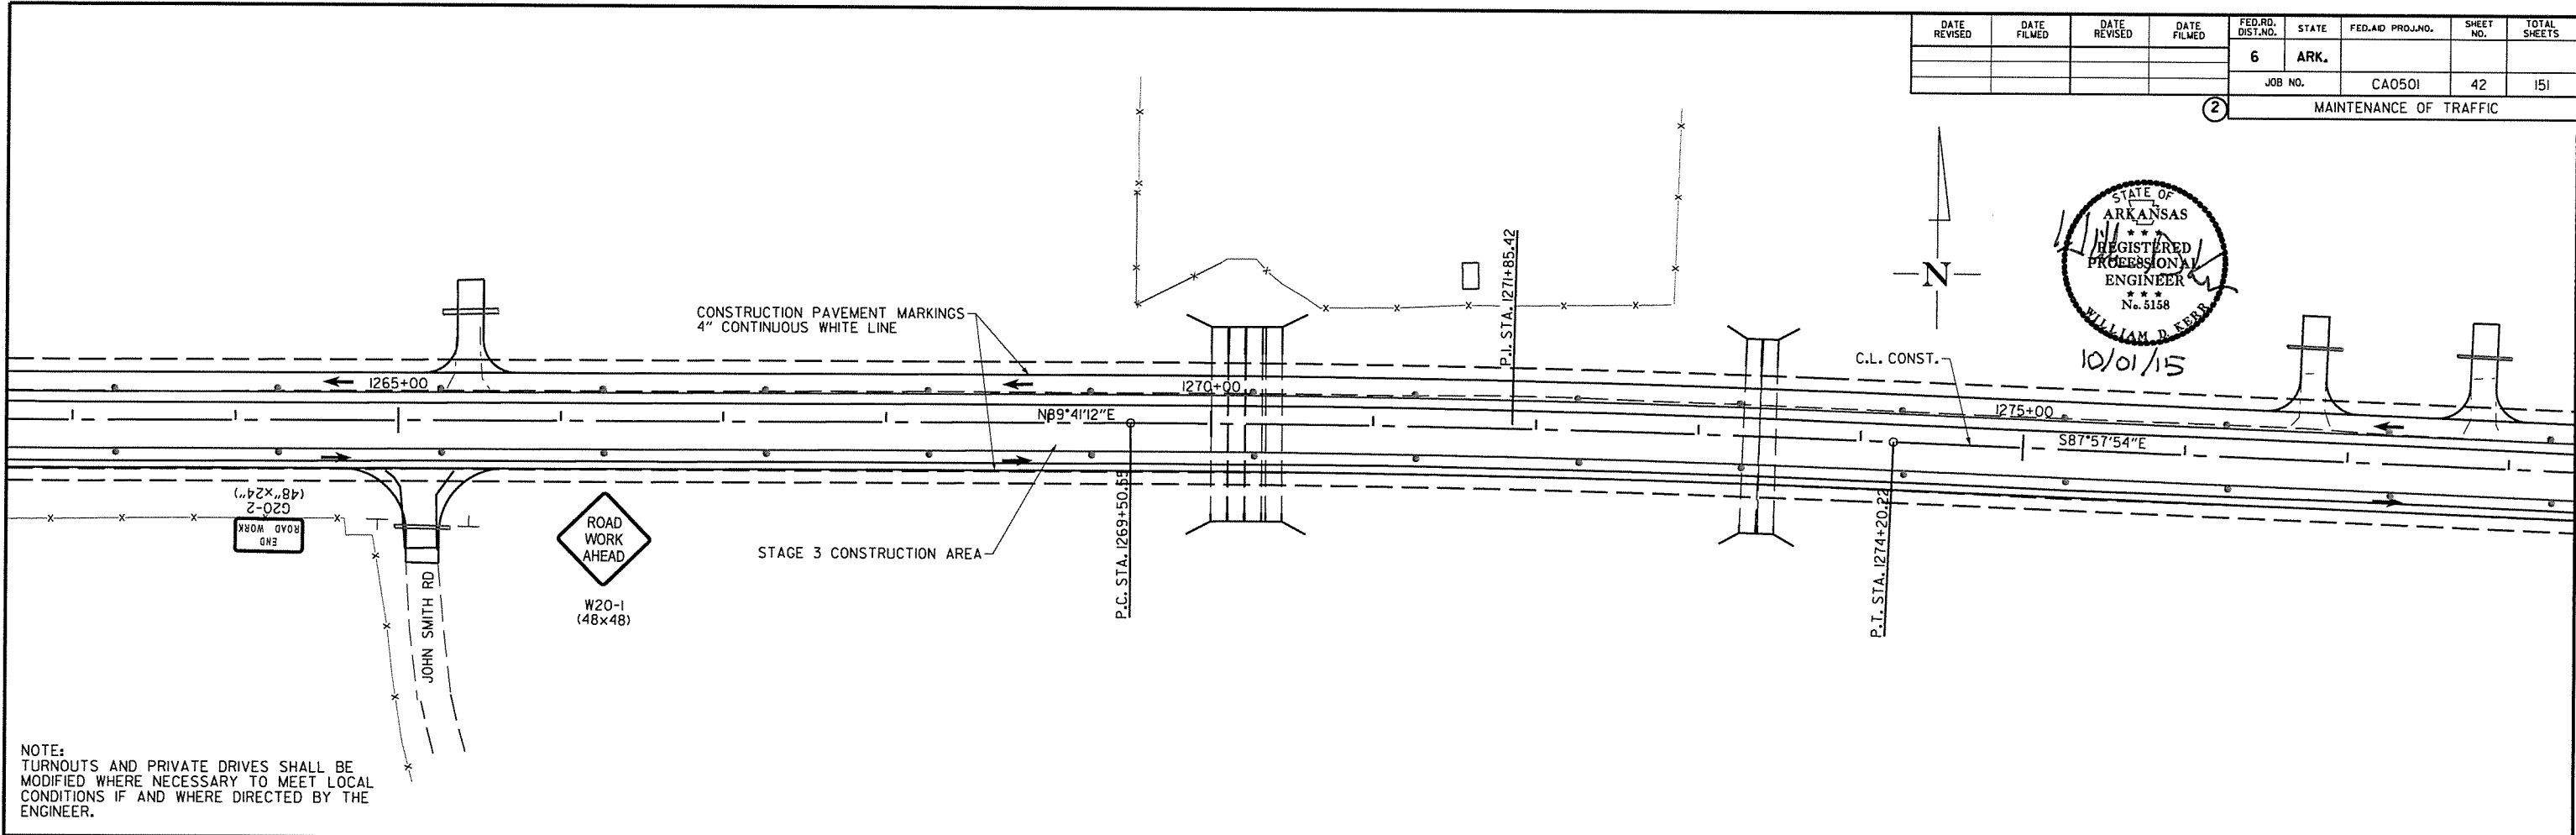 DATE REVISED
DATE FILMED
DATE REVISED
DATE FILMED
FED.RD. DIST.NO.
STATE
FED.AID PROJ.NO.
SHEET NO.
TOTAL SHEETS
6
ARK.
JOB NO.
CA0501
42
151
2
MAINTENANCE OF TRAFFIC
STATE OF
ARKANSAS
★ ★ ★
REGISTERED
PROFESSIONAL
ENGINEER
★ ★ ★
No. 5158
WILLIAM D. KERR
10/01/15
N
CONSTRUCTION PAVEMENT MARKINGS
4" CONTINUOUS WHITE LINE
P.I. STA. 1271+85.42
C.L. CONST.
1265+00
1270+00
1275+00
N89°41'12"E
S87°57'54"E
G20-2
(48"x24")
END
ROAD WORK
ROAD
WORK
AHEAD
W20-1
(48x48)
STAGE 3 CONSTRUCTION AREA
P.C. STA.
P.T. STA. 1274+20.22
JOHN SMITH RD
NOTE:
TURNOUTS AND PRIVATE DRIVES SHALL BE
MODIFIED WHERE NECESSARY TO MEET LOCAL
CONDITIONS IF AND WHERE DIRECTED BY THE
ENGINEER.